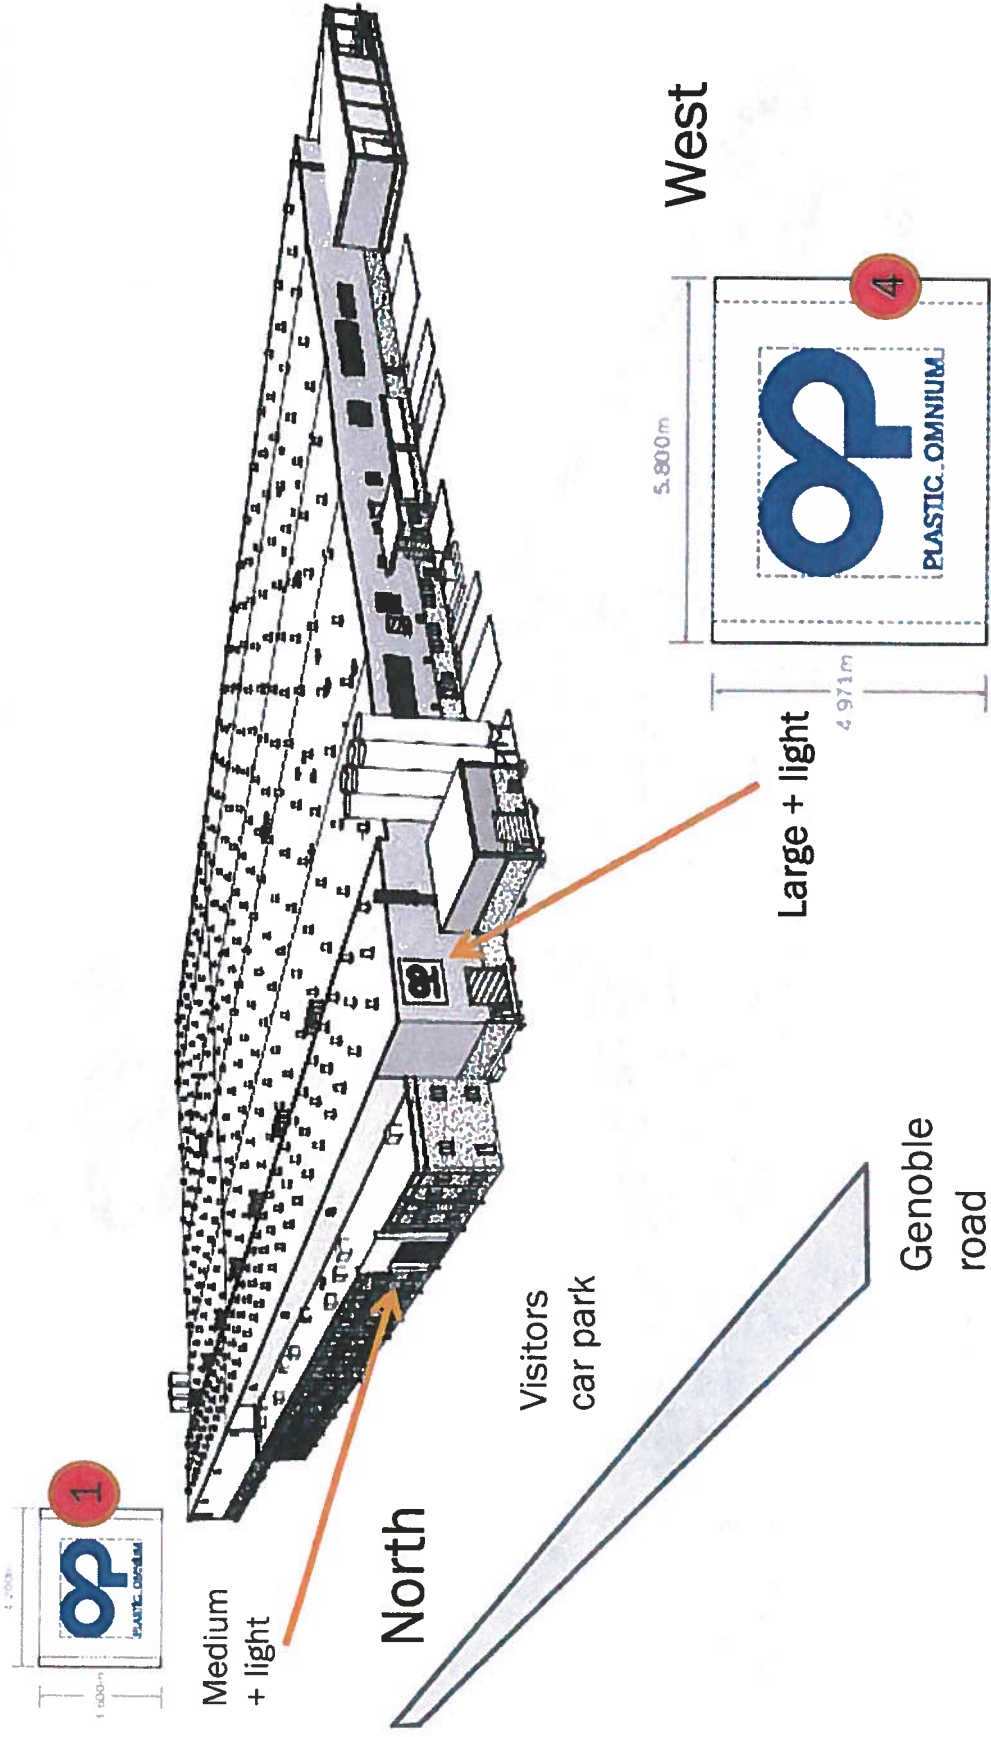 1
PLASTIC OMNIUM
Medium
+ light
North
Visitors
car park
Genoble
road
Large + light
West
5.800m
4.971m
4
PLASTIC OMNIUM